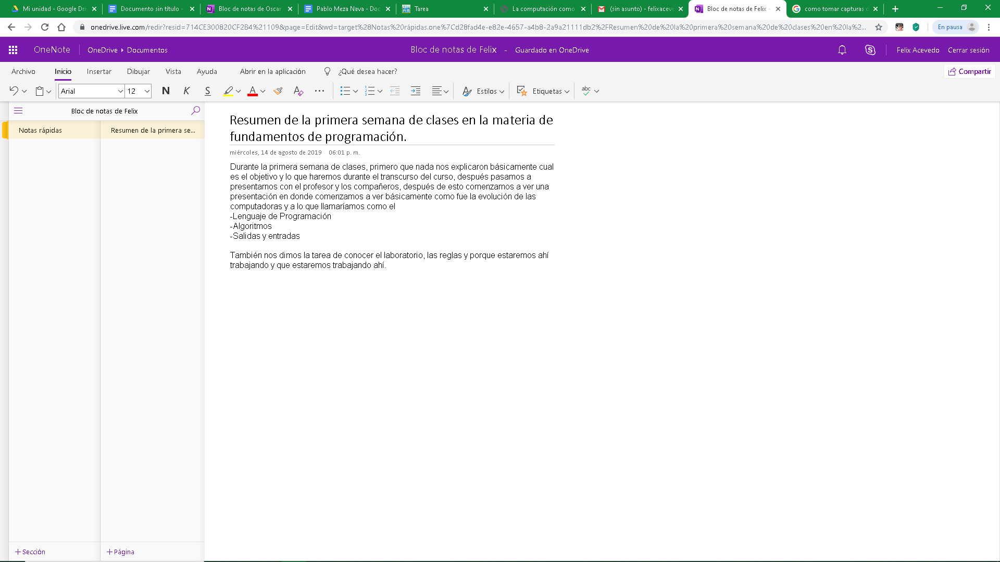 Mi unidad - Google Dri
Documento sin título -
Bloc de notas de Oscar
Pablo Meza Nava - Doc
Tarea
La computación como
(sin asunto) - felixaceve
Bloc de notas de Felix -
como tomar capturas d
onedrive.live.com/redir?resid=714CE300820CF2B4%21109&page=Edit&wd=target%28Notas%20rápidas.one%7Cd28fad4e-e82e-4657-a4b8-2a9a21111db2%2FResumen%20de%20la%20primera%20semana%20de%20clases%20en%20la%2...
En pausa
OneNote
OneDrive
Documentos
Bloc de notas de Felix - Guardado en OneDrive
Felix Acevedo
Cerrar sesión
Archivo
Inicio
Insertar
Dibujar
Vista
Ayuda
Abrir en la aplicación
¿Qué desea hacer?
Compartir
Arial
12
N
K
S
A
Estilos
Etiquetas
abc
Bloc de notas de Felix
Notas rápidas
Resumen de la primera se...
Resumen de la primera semana de clases en la materia de
fundamentos de programación.
miércoles, 14 de agosto de 2019 06:01 p. m.
Durante la primera semana de clases, primero que nada nos explicaron básicamente cual
es el objetivo y lo que haremos durante el transcurso del curso, después pasamos a
presentarnos con el profesor y los compañeros, después de esto comenzamos a ver una
presentación en donde comenzamos a ver básicamente como fue la evolución de las
computadoras y a lo que llamaríamos como el
-Lenguaje de Programación
-Algoritmos
-Salidas y entradas
También nos dimos la tarea de conocer el laboratorio, las reglas y porque estaremos ahí
trabajando y que estaremos trabajando ahí.
+ Sección
+ Página